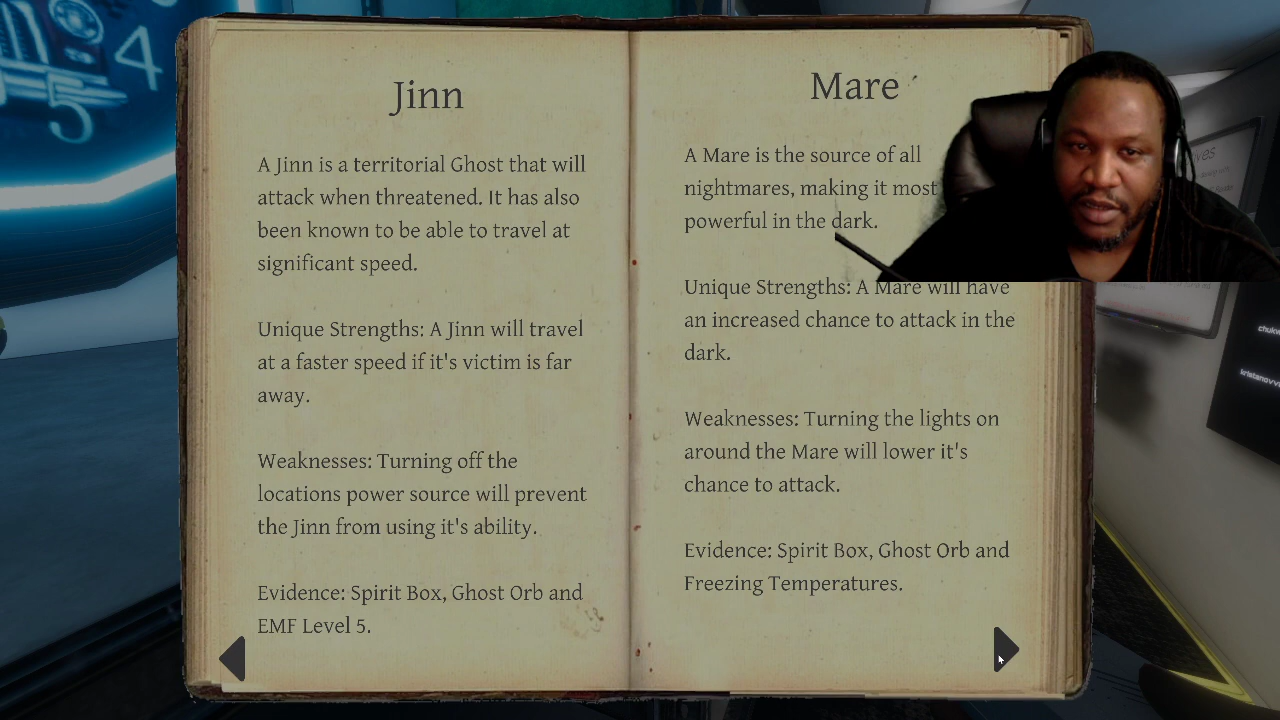 Jinn
A Jinn is a territorial Ghost that will
attack when threatened. It has also
been known to be able to travel at
significant speed.
Unique Strengths: A Jinn will travel
at a faster speed if it's victim is far
away.
Weaknesses: Turning off the
locations power source will prevent
the Jinn from using it's ability.
Evidence: Spirit Box, Ghost Orb and
EMF Level 5.
Mare
A Mare is the source of all
nightmares, making it most
powerful in the dark.
Unique Strengths: A Mare will have
an increased chance to attack in the
dark.
Weaknesses: Turning the lights on
around the Mare will lower it's
chance to attack.
Evidence: Spirit Box, Ghost Orb and
Freezing Temperatures.
4
5